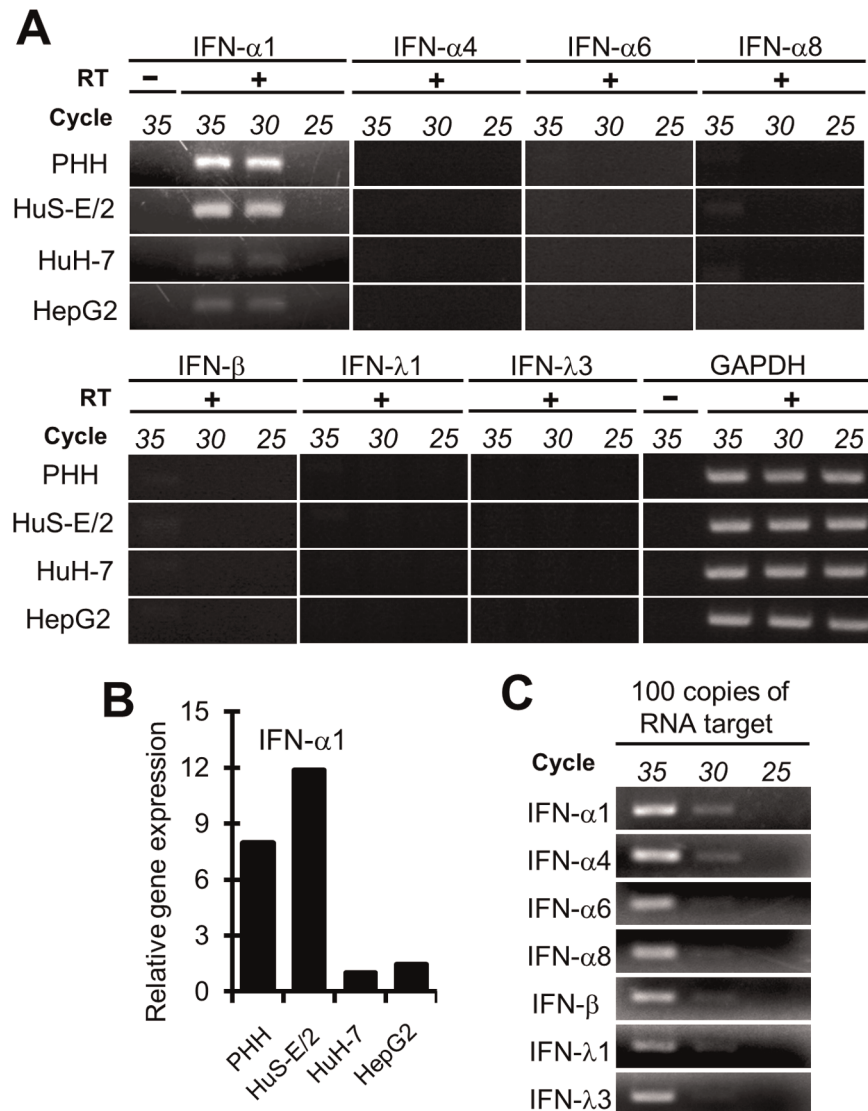 A
IFN-α1 IFN-α4 IFN-α6 IFN-α8
RT − + + + +
Cycle 35 35 30 25 35 30 25 35 30 25 35 30 25
PHH
HuS-E/2
HuH-7
HepG2
IFN-β IFN-λ1 IFN-λ3 GAPDH
RT + + + − +
Cycle 35 30 25 35 30 25 35 30 25 35 35 30 25
PHH
HuS-E/2
HuH-7
HepG2
B
Relative gene expression
15
12
9
6
3
0
IFN-α1
PHH
HuS-E/2
HuH-7
HepG2
C
100 copies of
RNA target
Cycle 35 30 25
IFN-α1
IFN-α4
IFN-α6
IFN-α8
IFN-β
IFN-λ1
IFN-λ3